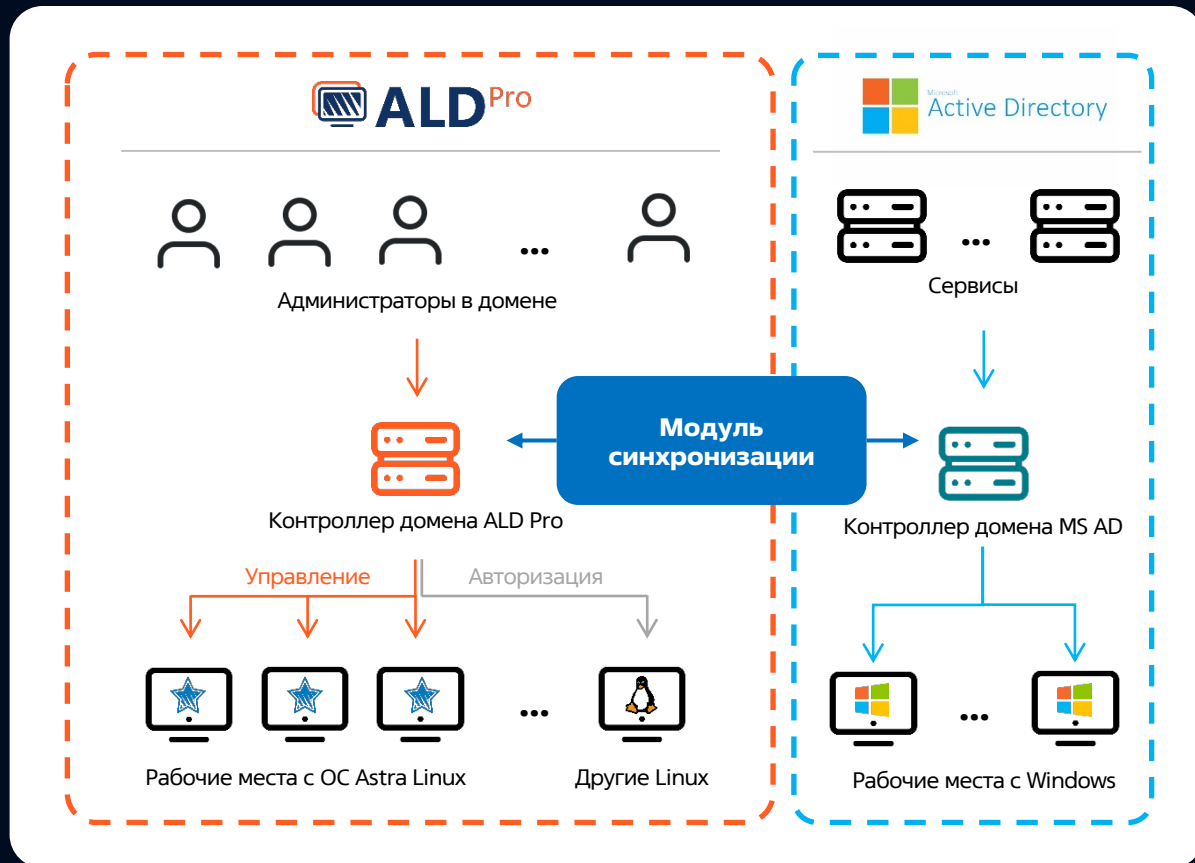 ALD Pro
Microsoft
Active Directory
...
...
Администраторы в домене
Сервисы
Модуль
синхронизации
Контроллер домена ALD Pro
Контроллер домена MS AD
Управление
Авторизация
...
...
Рабочие места с ОС Astra Linux
Другие Linux
Рабочие места с Windows